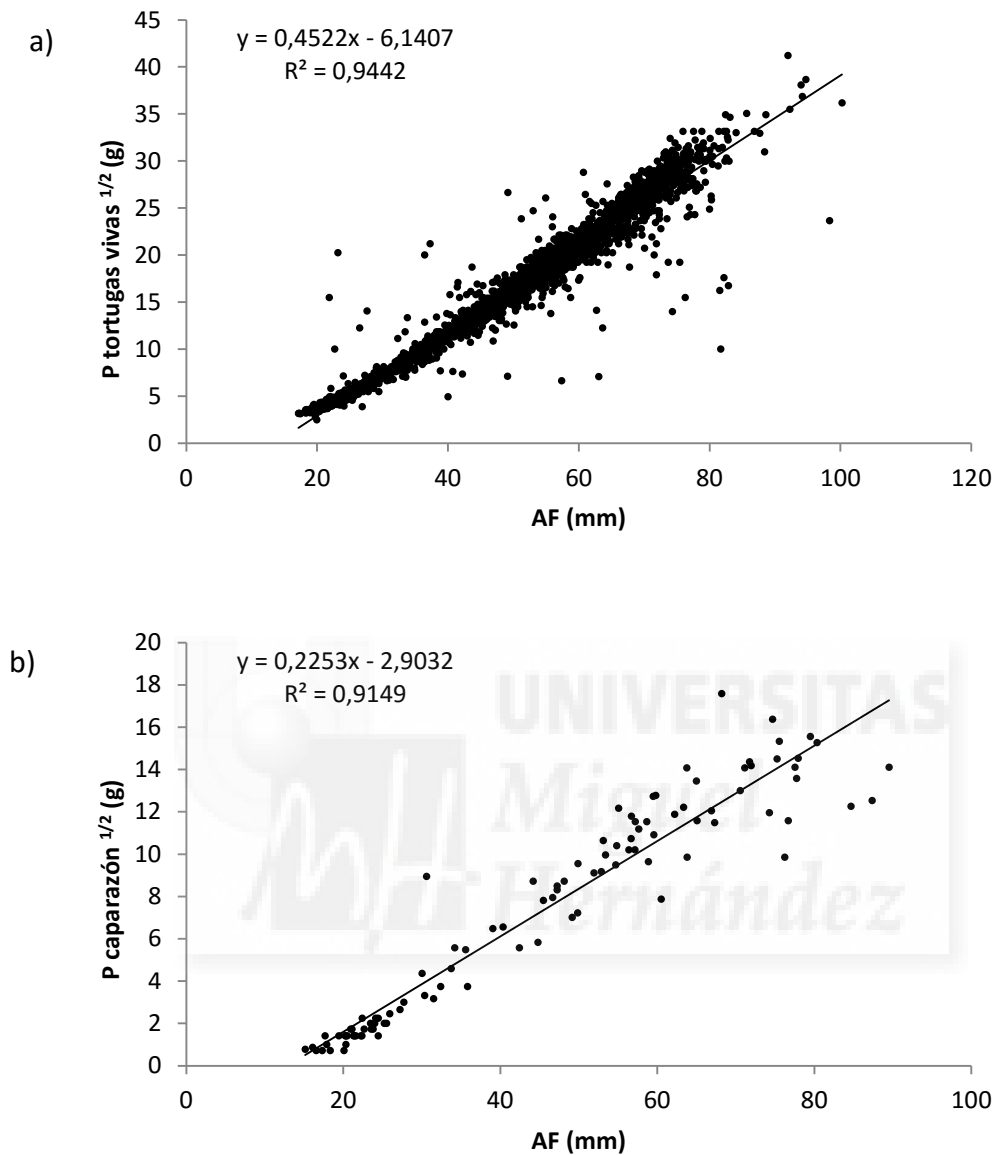 a)
y = 0,4522x - 6,1407
R² = 0,9442
P tortugas vivas ^1/2 (g)
45
40
35
30
25
20
15
10
5
0
0 20 40 60 80 100 120
AF (mm)
b)
y = 0,2253x - 2,9032
R² = 0,9149
UNIVERSITAS
Miguel
Hernández
P caparazón ^1/2 (g)
20
18
16
14
12
10
8
6
4
2
0
0 20 40 60 80 100
AF (mm)